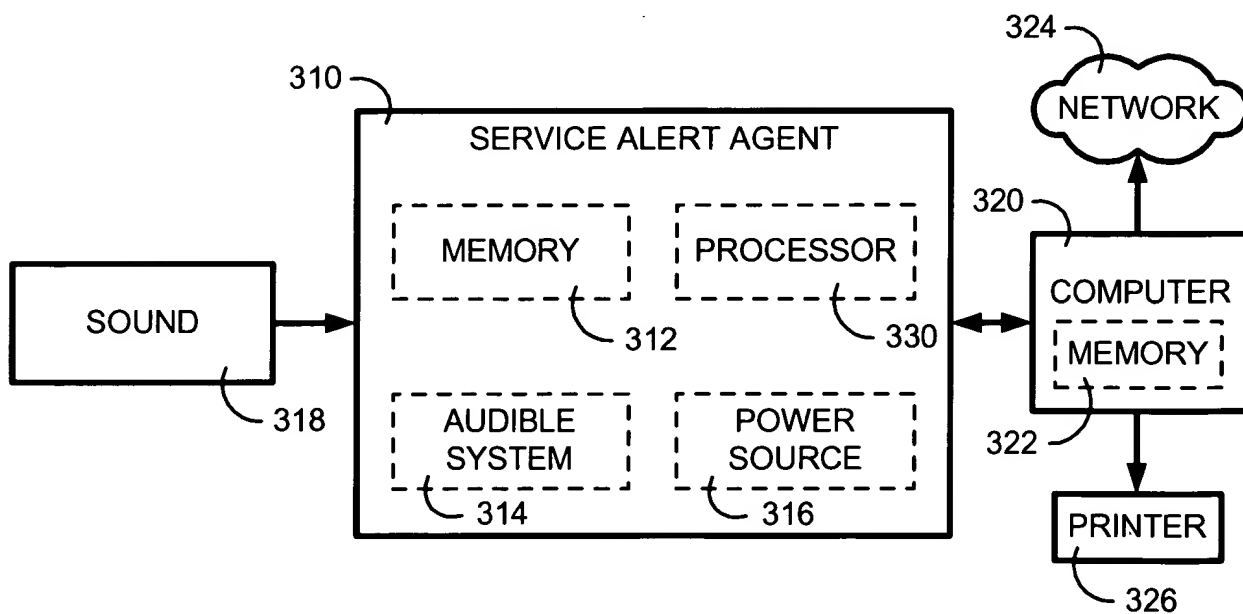 324
310
NETWORK
SERVICE ALERT AGENT
320
MEMORY
PROCESSOR
COMPUTER
SOUND
312
330
MEMORY
318
AUDIBLE
SYSTEM
POWER
SOURCE
322
314
316
PRINTER
326